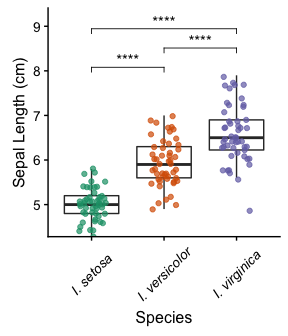 ****
****
****
Sepal Length (cm)
9
8
7
6
5
I. setosa
I. versicolor
I. virginica
Species